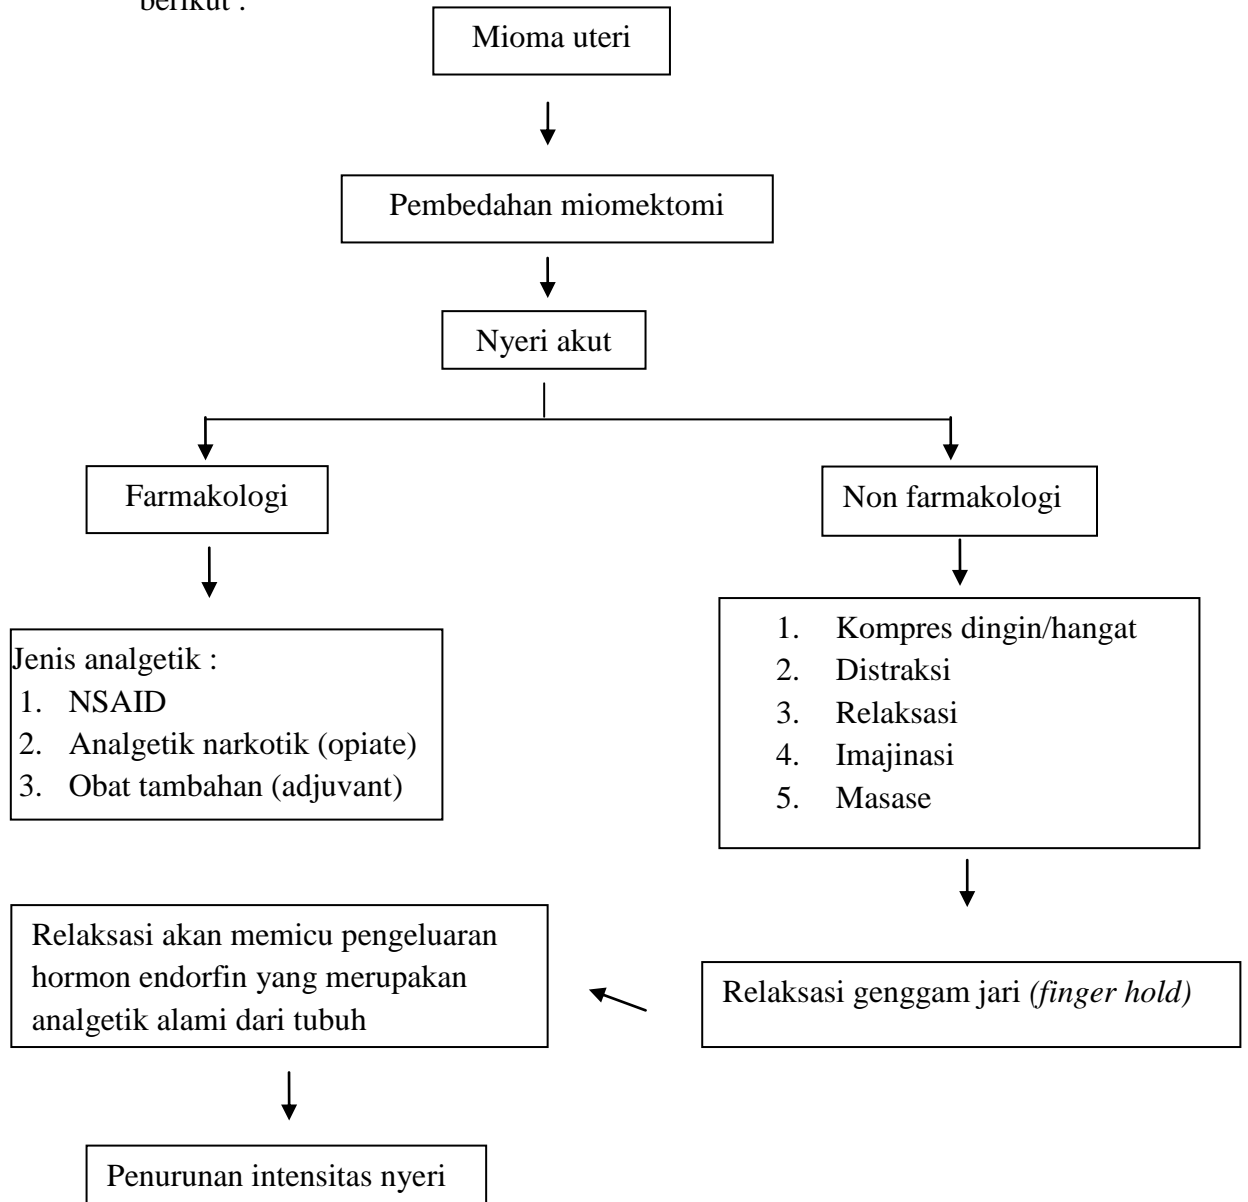 berikut :
Mioma uteri
Pembedahan miomektomi
Nyeri akut
Farmakologi
Non farmakologi
Jenis analgetik :
1. NSAID
2. Analgetik narkotik (opiate)
3. Obat tambahan (adjuvant)
1. Kompres dingin/hangat
2. Distraksi
3. Relaksasi
4. Imajinasi
5. Masase
Relaksasi genggam jari (finger hold)
Relaksasi akan memicu pengeluaran
hormon endorfin yang merupakan
analgetik alami dari tubuh
Penurunan intensitas nyeri